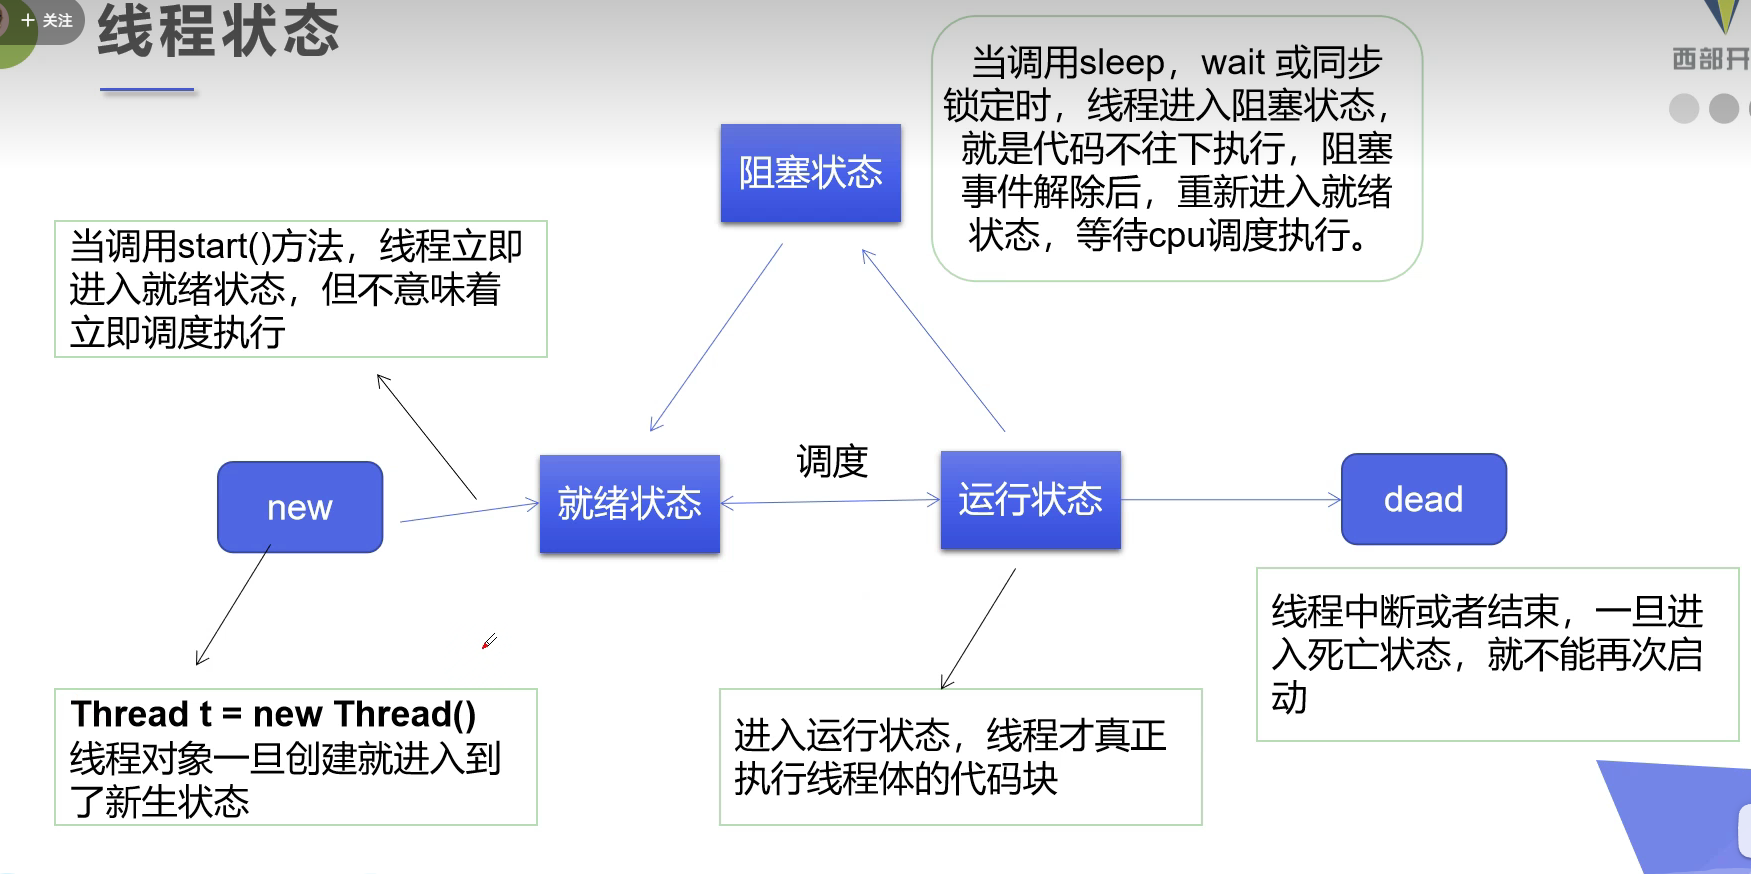 + 关注
线程状态
西部开
当调用sleep，wait 或同步
锁定时，线程进入阻塞状态，
就是代码不往下执行，阻塞
事件解除后，重新进入就绪
状态，等待cpu调度执行。
阻塞状态
当调用start()方法，线程立即
进入就绪状态，但不意味着
立即调度执行
调度
new
就绪状态
运行状态
dead
线程中断或者结束，一旦进
入死亡状态，就不能再次启
动
Thread t = new Thread()
线程对象一旦创建就进入到
了新生状态
进入运行状态，线程才真正
执行线程体的代码块